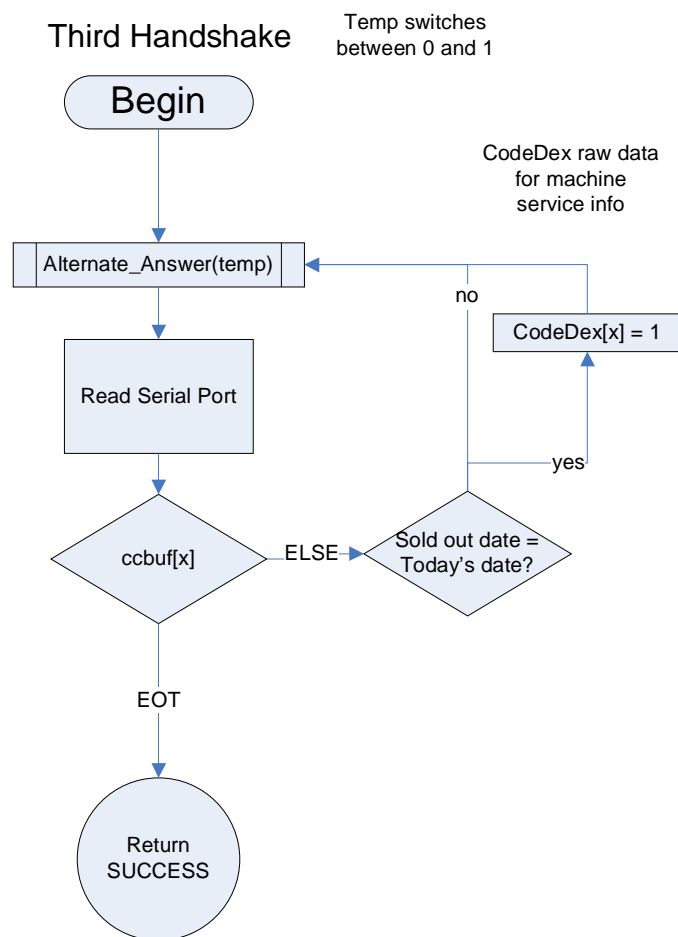 Third Handshake
Temp switches
between 0 and 1
Begin
CodeDex raw data
for machine
service info
Alternate_Answer(temp)
no
CodeDex[x] = 1
Read Serial Port
yes
ccbuf[x]
ELSE
Sold out date =
Today's date?
EOT
Return
SUCCESS